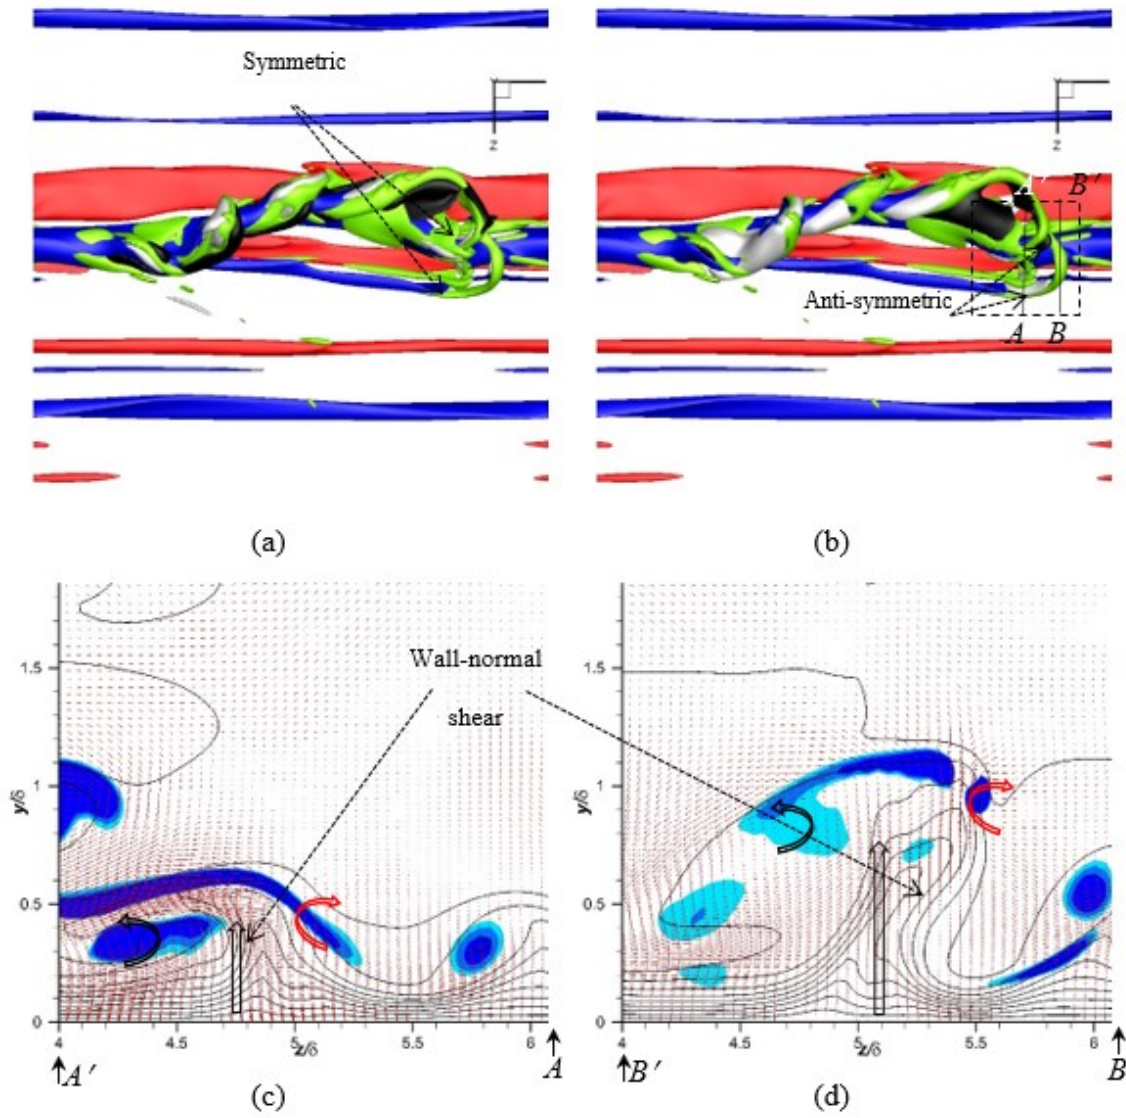 Symmetric
z
z
A′
B′
Anti-symmetric
A
B
(a)
(b)
Wall-normal
shear
1.5
1
0.5
0
y/δ
4
4.5
5
5.5
6
z/δ
1.5
1
0.5
0
y/δ
4
4.5
5
5.5
6
z/δ
A′
A
B′
B
(c)
(d)